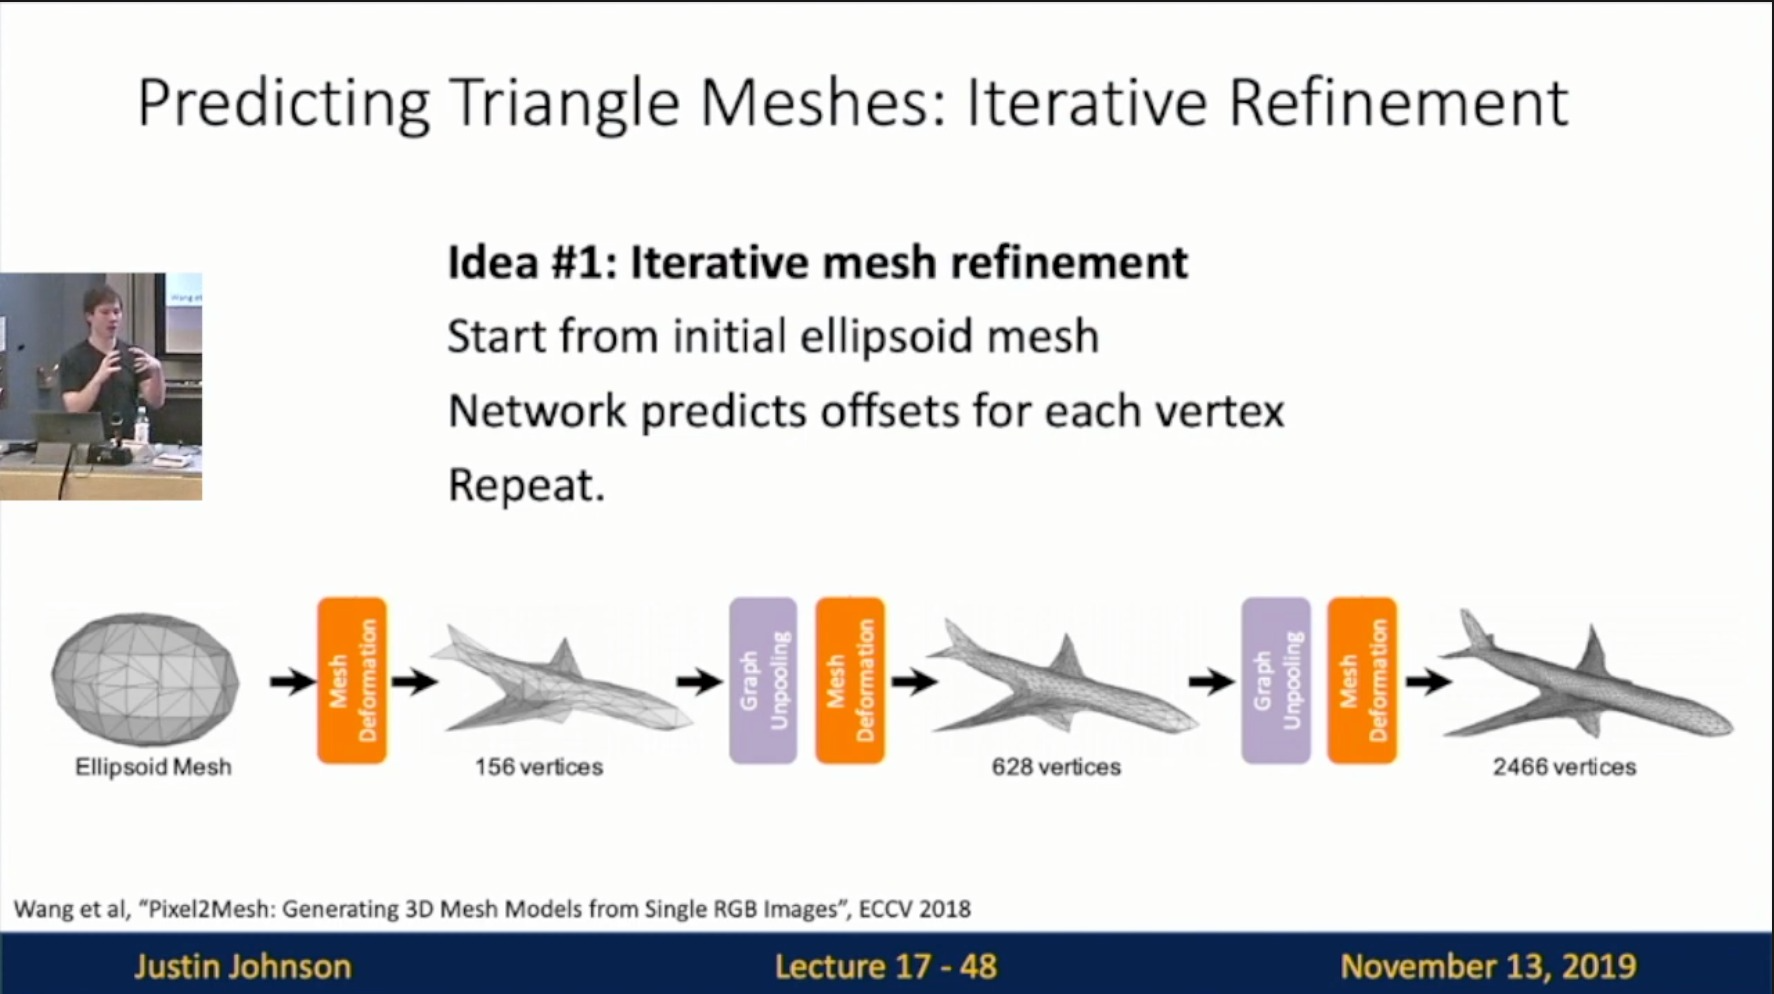 Predicting Triangle Meshes: Iterative Refinement
Idea #1: Iterative mesh refinement
Start from initial ellipsoid mesh
Network predicts offsets for each vertex
Repeat.
Wang et
Mesh
Deformation
Graph
Unpooling
Mesh
Deformation
Graph
Unpooling
Mesh
Deformation
Ellipsoid Mesh
156 vertices
628 vertices
2466 vertices
Wang et al, “Pixel2Mesh: Generating 3D Mesh Models from Single RGB Images”, ECCV 2018
Justin Johnson
Lecture 17 - 48
November 13, 2019